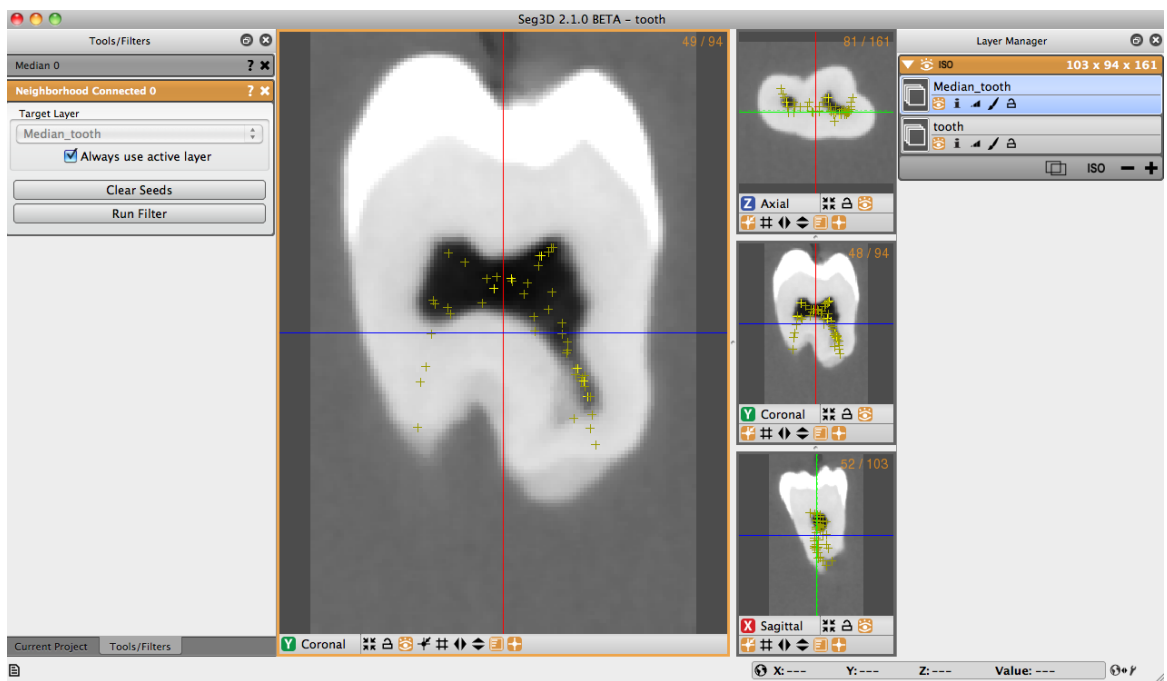 Seg3D 2.1.0 BETA - tooth
Tools/Filters
Median 0 ?
Neighborhood Connected 0 ?
Target Layer
Median_tooth
Always use active layer
Clear Seeds
Run Filter
Current Project Tools/Filters
49 / 94
Y Coronal
81 / 161
Z Axial
48 / 94
Y Coronal
52 / 103
X Sagittal
Layer Manager
ISO 103 x 94 x 161
Median_tooth
tooth
ISO
X: --- Y: --- Z: --- Value: ---